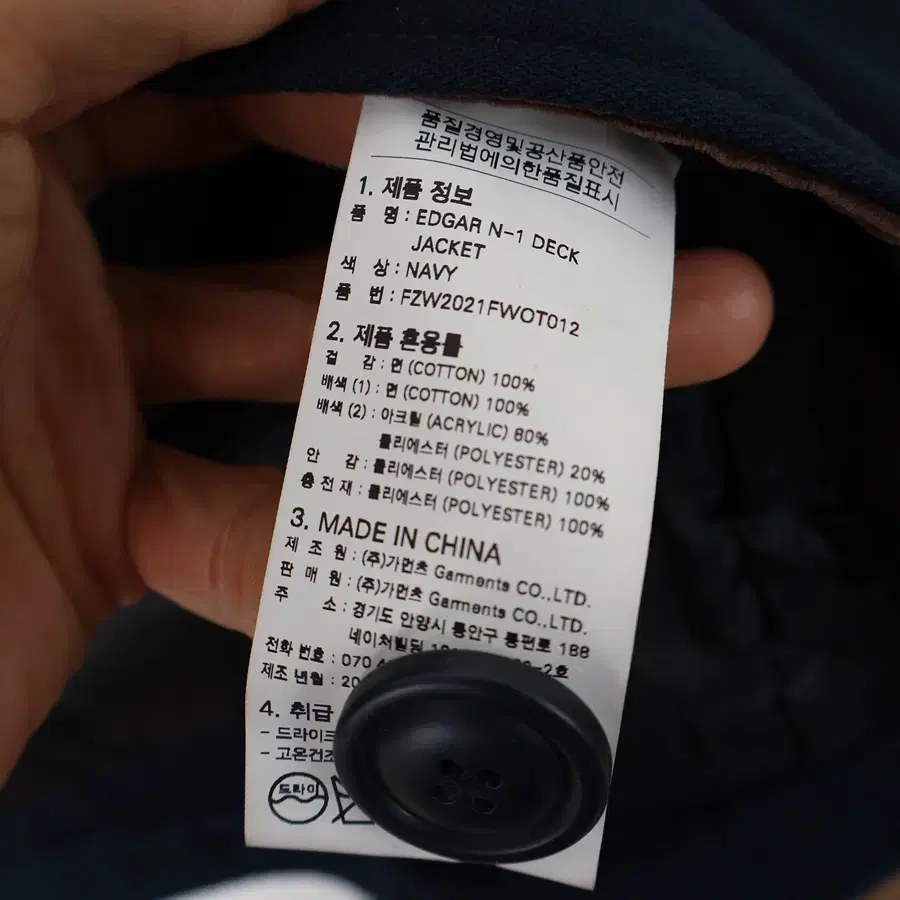 품질경영및공산품안전
관리법에의한품질표시
1. 제품 정보
품 명 : EDGAR N-1 DECK
JACKET
색 상 : NAVY
품 번 : FZW2021FWOT012
2. 제품 혼용률
겉 감 : 면 (COTTON) 100%
배색 (1) : 면 (COTTON) 100%
배색 (2) : 아크릴 (ACRYLIC) 80%
폴리에스터 (POLYESTER) 20%
안 감 : 폴리에스터 (POLYESTER) 100%
충 전 재 : 폴리에스터 (POLYESTER) 100%
3. MADE IN CHINA
제 조 원 : (주)가먼츠 Garments CO.,LTD.
판 매 원 : (주)가먼츠 Garments CO.,LTD.
주 소 : 경기도 안양시 동안구 동편로 188
네이처빌딩
전화 번호 : 070
제조 년월 : 20
4. 취급
- 드라이
- 고온건조
드라이